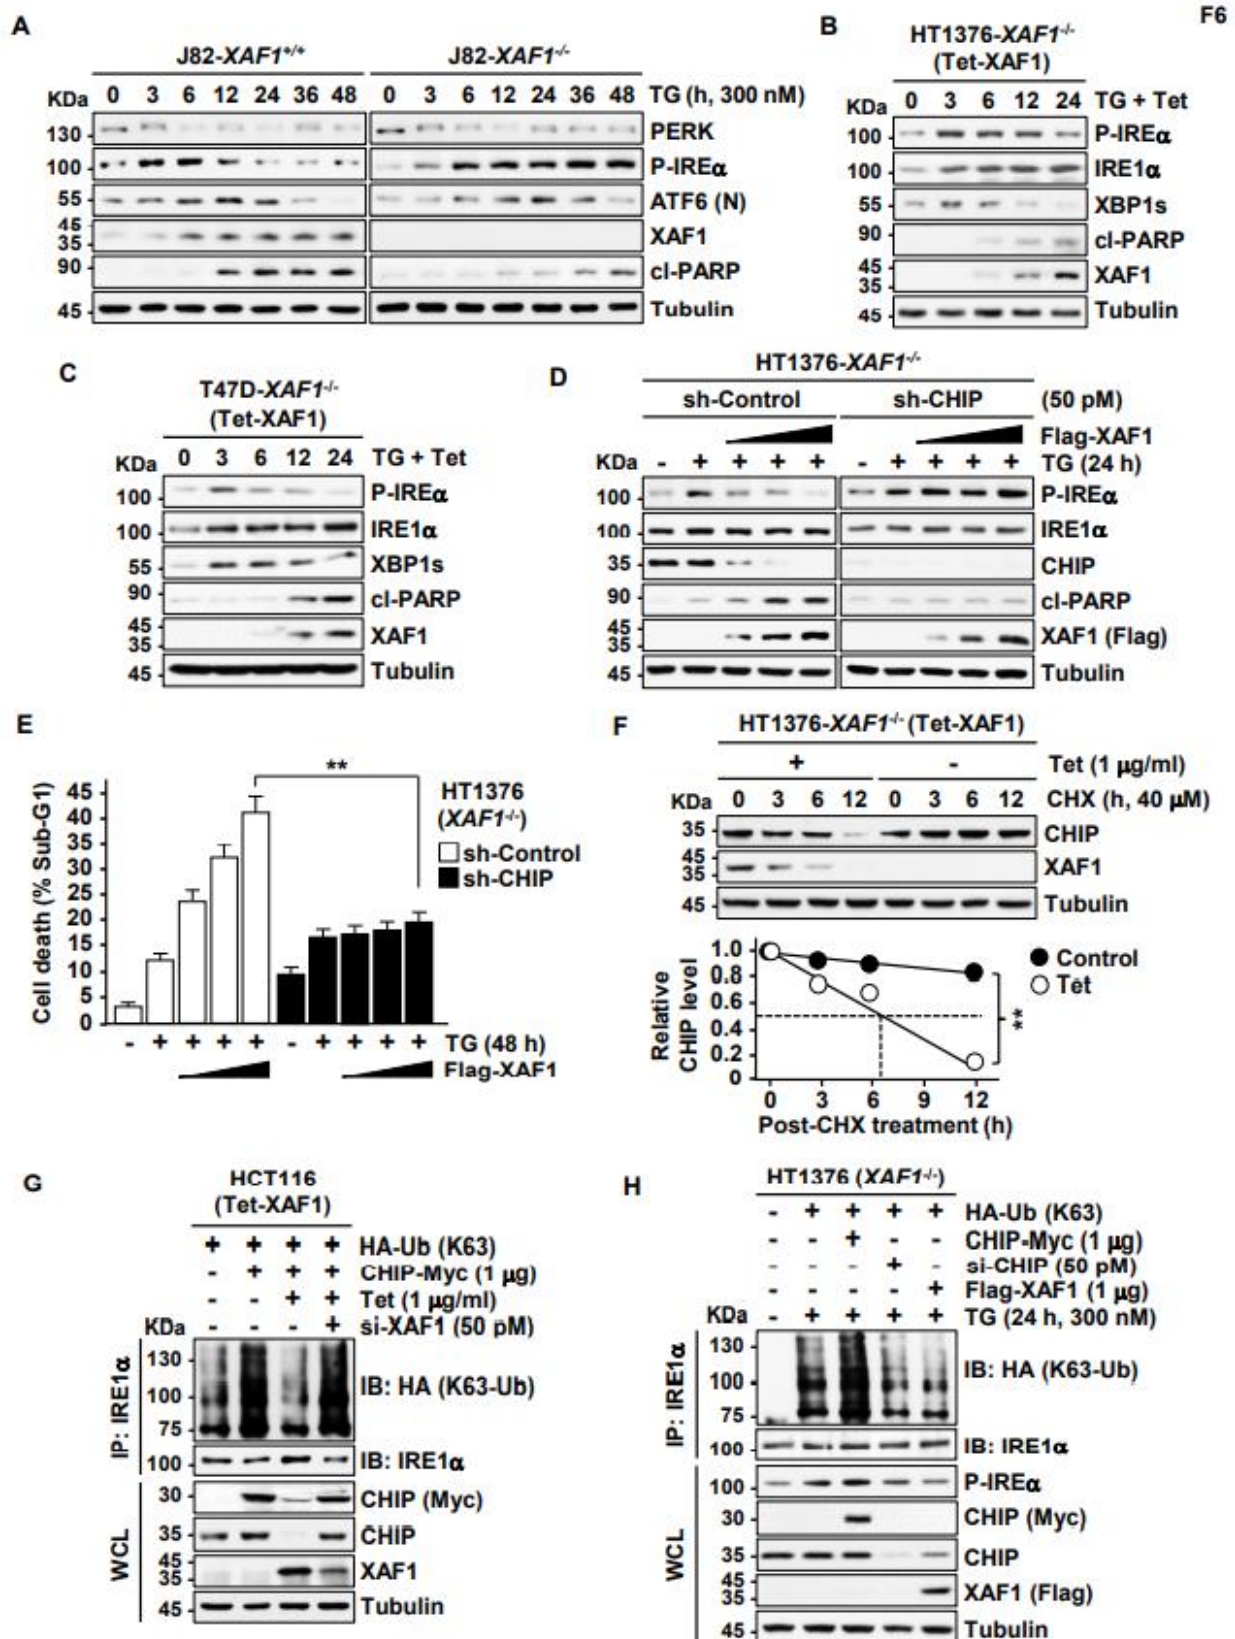 F6
A
J82-XAF1+/+ J82-XAF1-/-
KDa 0 3 6 12 24 36 48 0 3 6 12 24 36 48 TG (h, 300 nM)
130 PERK
100 P-IREα
55 ATF6 (N)
45
35 XAF1
90 cl-PARP
45 Tubulin
B
HT1376-XAF1-/-
(Tet-XAF1)
KDa 0 3 6 12 24 TG + Tet
100 P-IREα
100 IRE1α
55 XBP1s
90 cl-PARP
45
35 XAF1
45 Tubulin
C
T47D-XAF1-/-
(Tet-XAF1)
KDa 0 3 6 12 24 TG + Tet
100 P-IREα
100 IRE1α
55 XBP1s
90 cl-PARP
45
35 XAF1
45 Tubulin
D
HT1376-XAF1-/-
sh-Control sh-CHIP (50 pM)
Flag-XAF1
KDa - + + + + - + + + + TG (24 h)
100 P-IREα
100 IRE1α
35 CHIP
90 cl-PARP
45
35 XAF1 (Flag)
45 Tubulin
E
Cell death (% Sub-G1)
45
40
35
30
25
20
15
10
5
0
**
HT1376
(XAF1-/-)
sh-Control
sh-CHIP
- + + + + - + + + + TG (48 h)
Flag-XAF1
F
HT1376-XAF1-/- (Tet-XAF1)
+ - Tet (1 μg/ml)
KDa 0 3 6 12 0 3 6 12 CHX (h, 40 μM)
35 CHIP
45
35 XAF1
45 Tubulin
Relative
CHIP level
1.0
0.8
0.6
0.4
0.2
0
Control
Tet
**
0 3 6 9 12
Post-CHX treatment (h)
G
HCT116
(Tet-XAF1)
+ + + + HA-Ub (K63)
- + + + CHIP-Myc (1 μg)
- - + + Tet (1 μg/ml)
KDa - - - + si-XAF1 (50 pM)
IP: IRE1α
130
100 IB: HA (K63-Ub)
75
100 IB: IRE1α
WCL
30 CHIP (Myc)
35 CHIP
45
35 XAF1
45 Tubulin
H
HT1376 (XAF1-/-)
- + + + + HA-Ub (K63)
- - + - - CHIP-Myc (1 μg)
- - - + - si-CHIP (50 pM)
- - - - + Flag-XAF1 (1 μg)
KDa - + + + + TG (24 h, 300 nM)
IP: IRE1α
130
100 IB: HA (K63-Ub)
75
100 IB: IRE1α
WCL
100 P-IREα
30 CHIP (Myc)
35 CHIP
45
35 XAF1 (Flag)
45 Tubulin